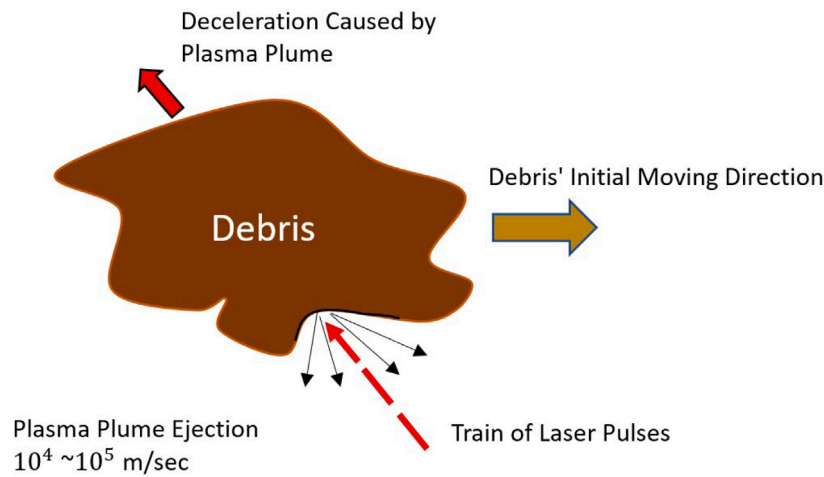 Deceleration Caused by
Plasma Plume
Debris' Initial Moving Direction
Debris
Plasma Plume Ejection
10⁴ ~10⁵ m/sec
Train of Laser Pulses